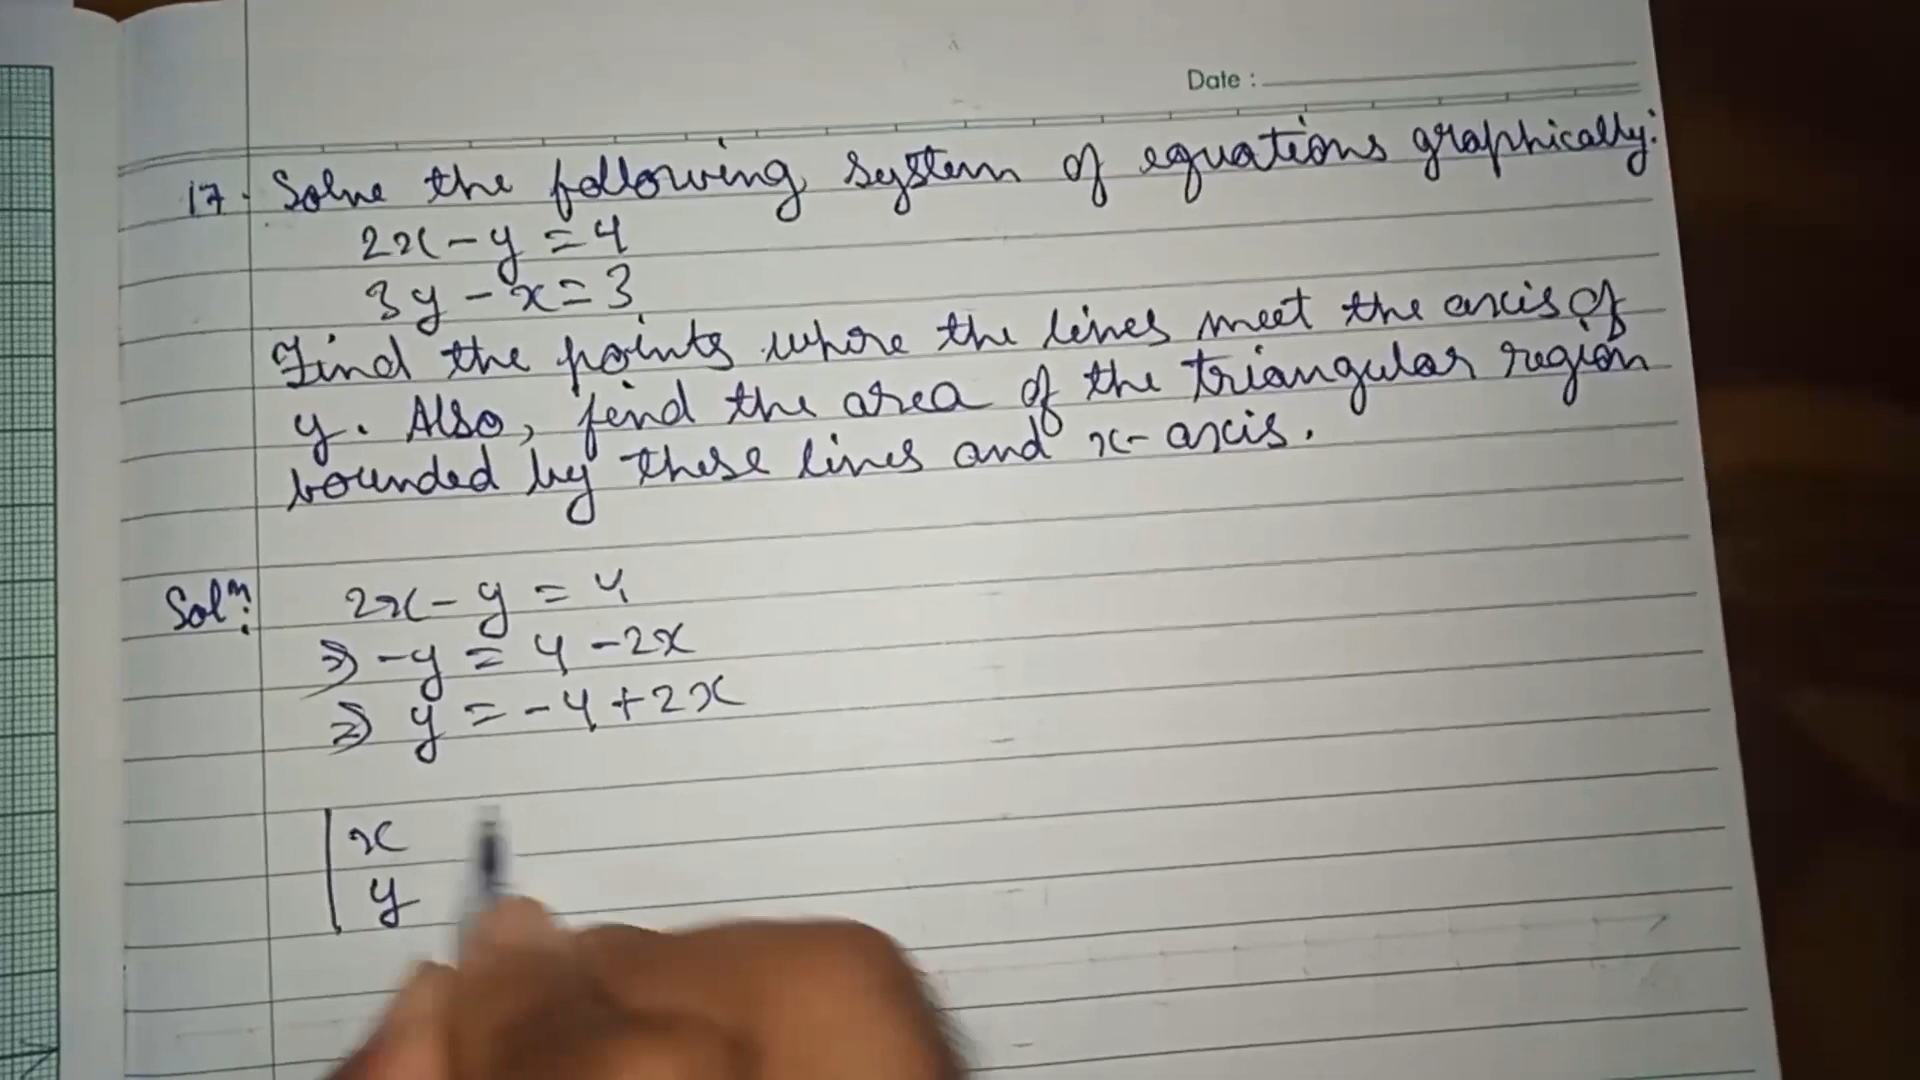 Date :
17. Solve the following system of equations graphically:
2x - y = 4
3y - x = 3
Find the points where the lines meet the axis of
y. Also, find the area of the triangular region
bounded by these lines and x-axis.
Solⁿ: 2x - y = 4
⇒ -y = 4 - 2x
⇒ y = -4 + 2x
x
y